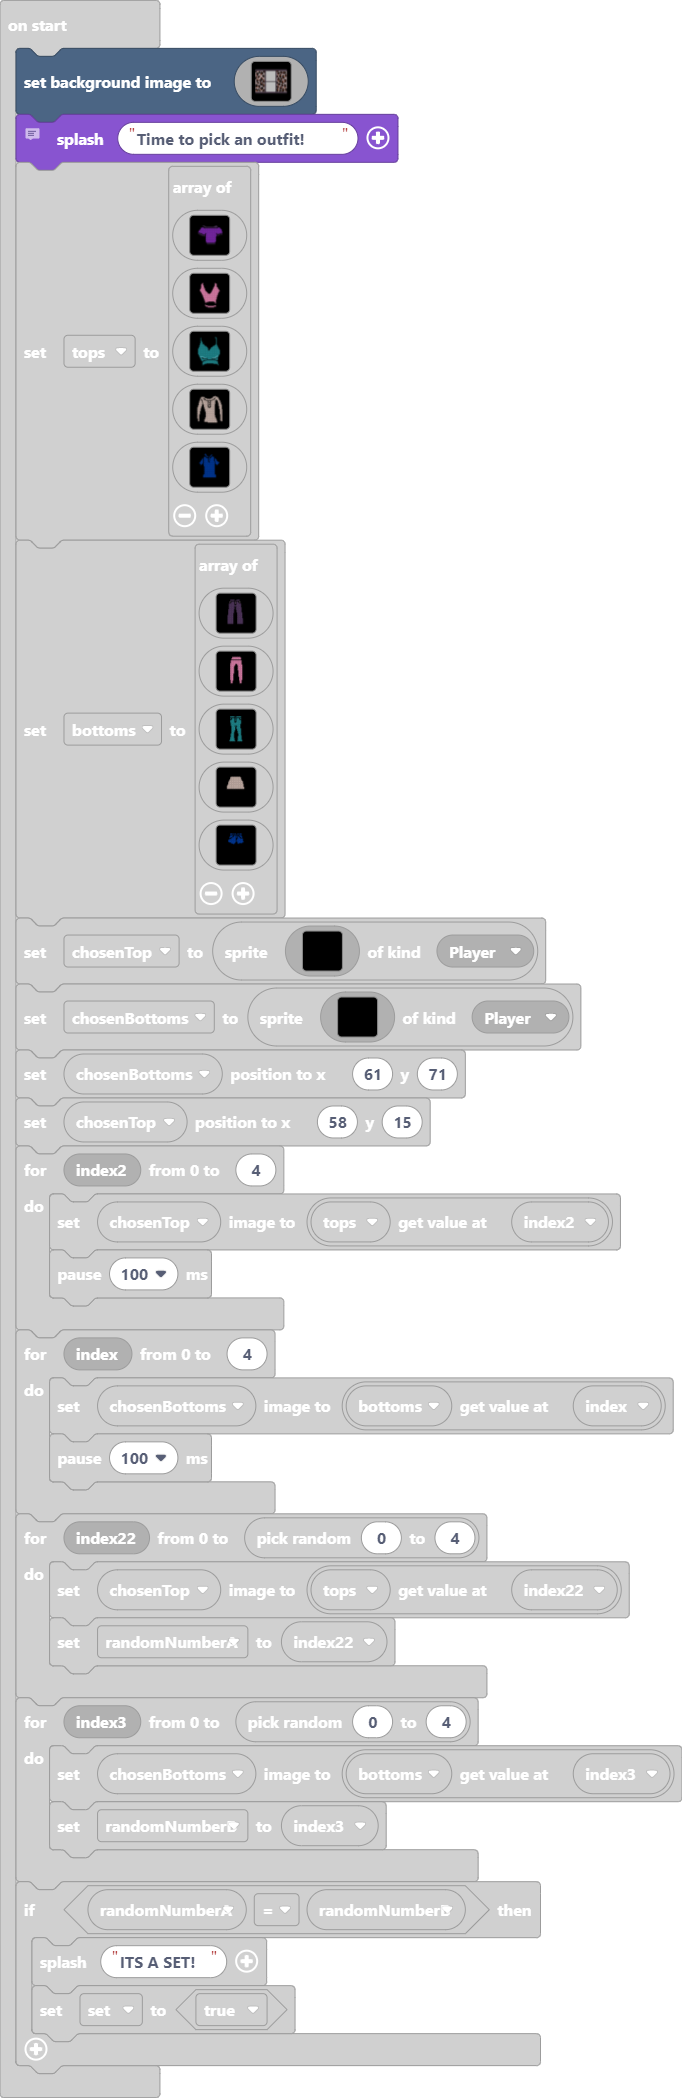 on start
set background image to
splash "Time to pick an outfit! "
array of
set tops to
array of
set bottoms to
set chosenTop to sprite of kind Player
set chosenBottoms to sprite of kind Player
set chosenBottoms position to x 61 y 71
set chosenTop position to x 58 y 15
for index2 from 0 to 4
do
set chosenTop image to tops get value at index2
pause 100 ms
for index from 0 to 4
do
set chosenBottoms image to bottoms get value at index
pause 100 ms
for index22 from 0 to pick random 0 to 4
do
set chosenTop image to tops get value at index22
set randomNumberA to index22
for index3 from 0 to pick random 0 to 4
do
set chosenBottoms image to bottoms get value at index3
set randomNumberB to index3
if randomNumberA = randomNumberB then
splash "ITS A SET! "
set set to true